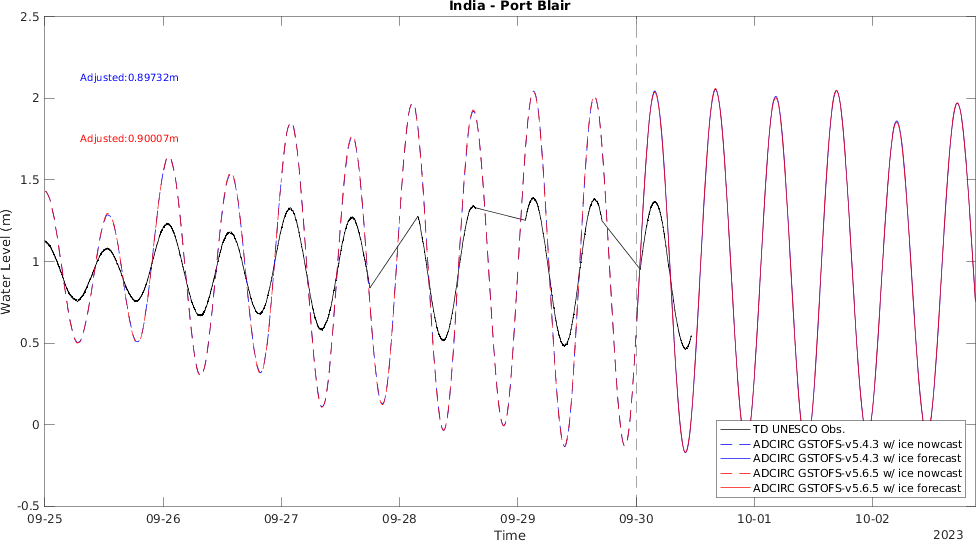 India - Port Blair
2.5
2
1.5
1
0.5
0
-0.5
Water Level (m)
Adjusted:0.89732m
Adjusted:0.90007m
TD UNESCO Obs.
ADCIRC GSTOFS-v5.4.3 w/ ice nowcast
ADCIRC GSTOFS-v5.4.3 w/ ice forecast
ADCIRC GSTOFS-v5.6.5 w/ ice nowcast
ADCIRC GSTOFS-v5.6.5 w/ ice forecast
09-25 09-26 09-27 09-28 09-29 09-30 10-01 10-02
Time
2023